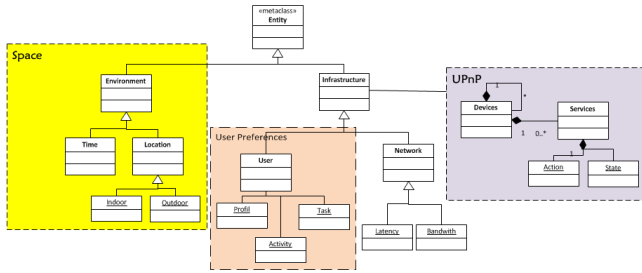 «metaclass»
Entity
Space
Environment
Infrastructure
UPnP
1
*
Devices
Services
1
0..*
Time
Location
User Preferences
User
Network
1
Action
State
Indoor
Outdoor
Profil
Task
Activity
Latency
Bandwith